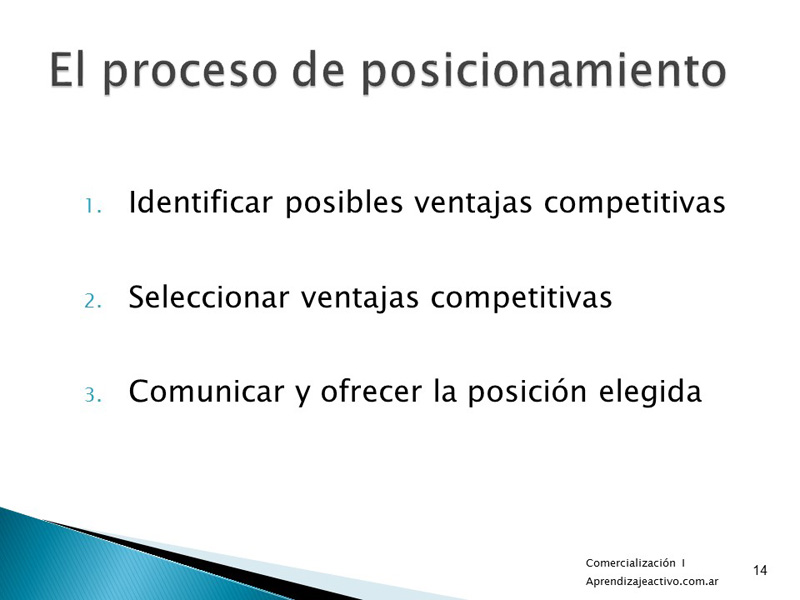 El proceso de posicionamiento
1. Identificar posibles ventajas competitivas
2. Seleccionar ventajas competitivas
3. Comunicar y ofrecer la posición elegida
Comercialización I
Aprendizajeactivo.com.ar
14